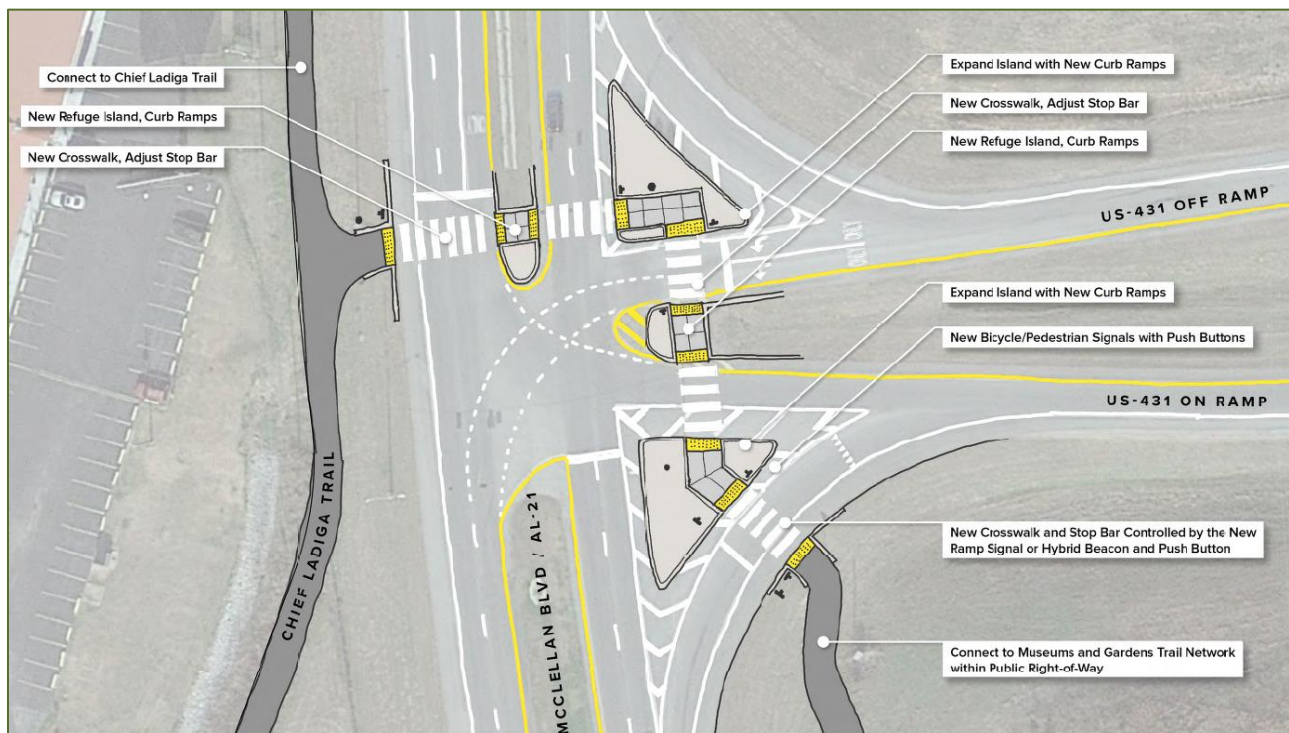 Connect to Chief Ladiga Trail
New Refuge Island, Curb Ramps
New Crosswalk, Adjust Stop Bar
Expand Island with New Curb Ramps
New Crosswalk, Adjust Stop Bar
New Refuge Island, Curb Ramps
US-431 OFF RAMP
Expand Island with New Curb Ramps
New Bicycle/Pedestrian Signals with Push Buttons
US-431 ON RAMP
New Crosswalk and Stop Bar Controlled by the New
Ramp Signal or Hybrid Beacon and Push Button
Connect to Museums and Gardens Trail Network
within Public Right-of-Way
CHIEF LADIGA TRAIL
MCCLELLAN BLVD / AL-21